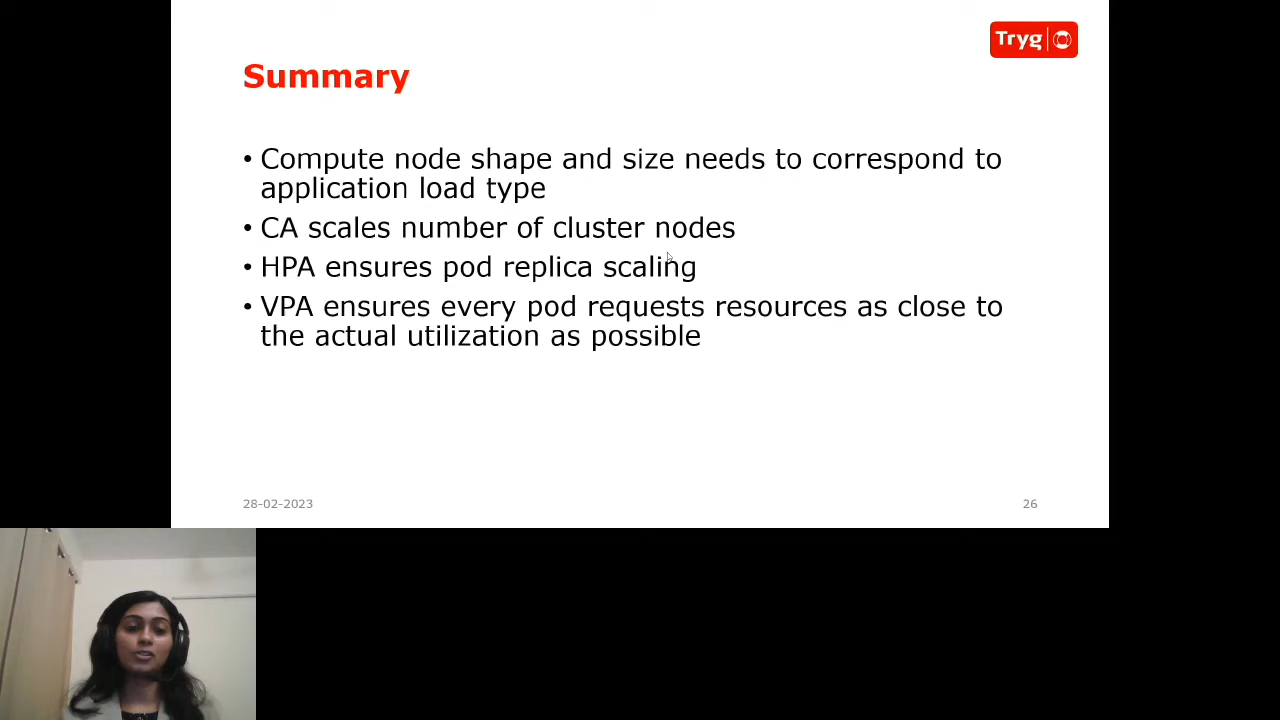 Tryg
Summary
• Compute node shape and size needs to correspond to
application load type
• CA scales number of cluster nodes
• HPA ensures pod replica scaling
• VPA ensures every pod requests resources as close to
the actual utilization as possible
28-02-2023
26